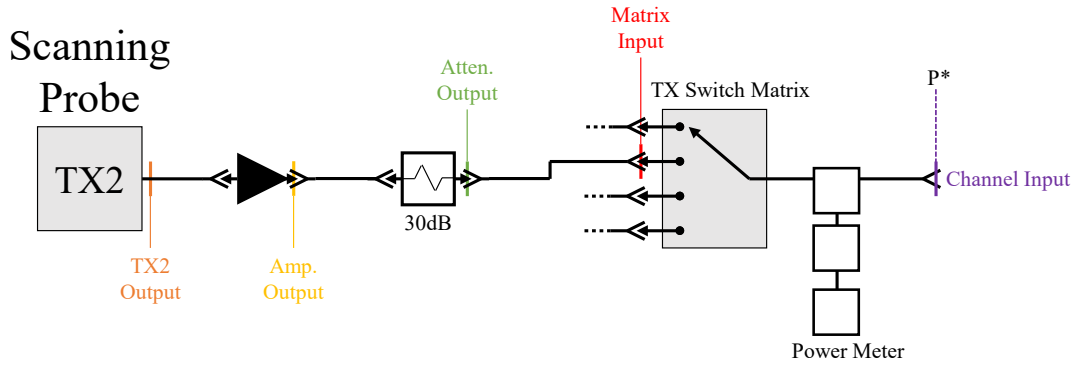 Scanning
Probe
TX2
TX2
Output
Amp.
Output
Atten.
Output
30dB
Matrix
Input
TX Switch Matrix
Power Meter
P*
Channel Input